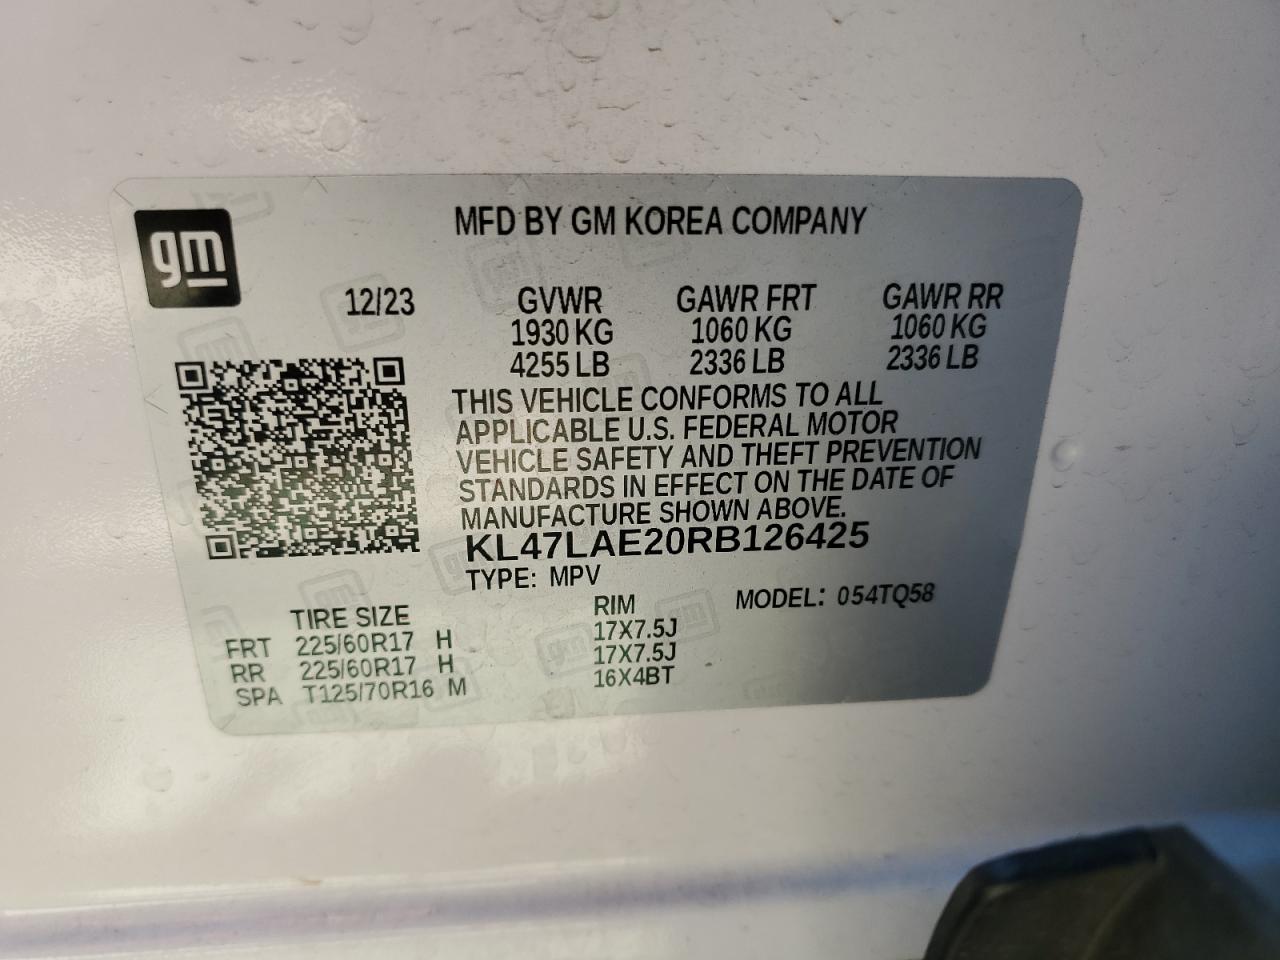 gm
MFD BY GM KOREA COMPANY
12/23 GVWR GAWR FRT GAWR RR
1930 KG 1060 KG 1060 KG
4255 LB 2336 LB 2336 LB
THIS VEHICLE CONFORMS TO ALL
APPLICABLE U.S. FEDERAL MOTOR
VEHICLE SAFETY AND THEFT PREVENTION
STANDARDS IN EFFECT ON THE DATE OF
MANUFACTURE SHOWN ABOVE.
KL47LAE20RB126425
TYPE: MPV
TIRE SIZE RIM MODEL: 054TQ58
FRT 225/60R17 H 17X7.5J
RR 225/60R17 H 17X7.5J
SPA T125/70R16 M 16X4BT